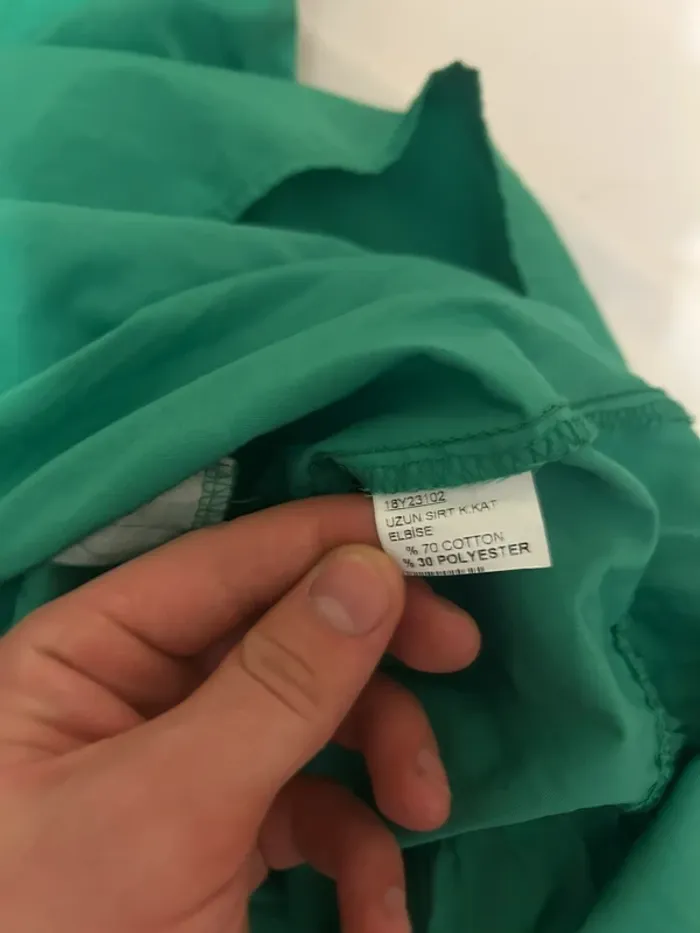 18Y23102
UZUN SIRT K.KAT
ELBİSE
% 70 COTTON
% 30 POLYESTER